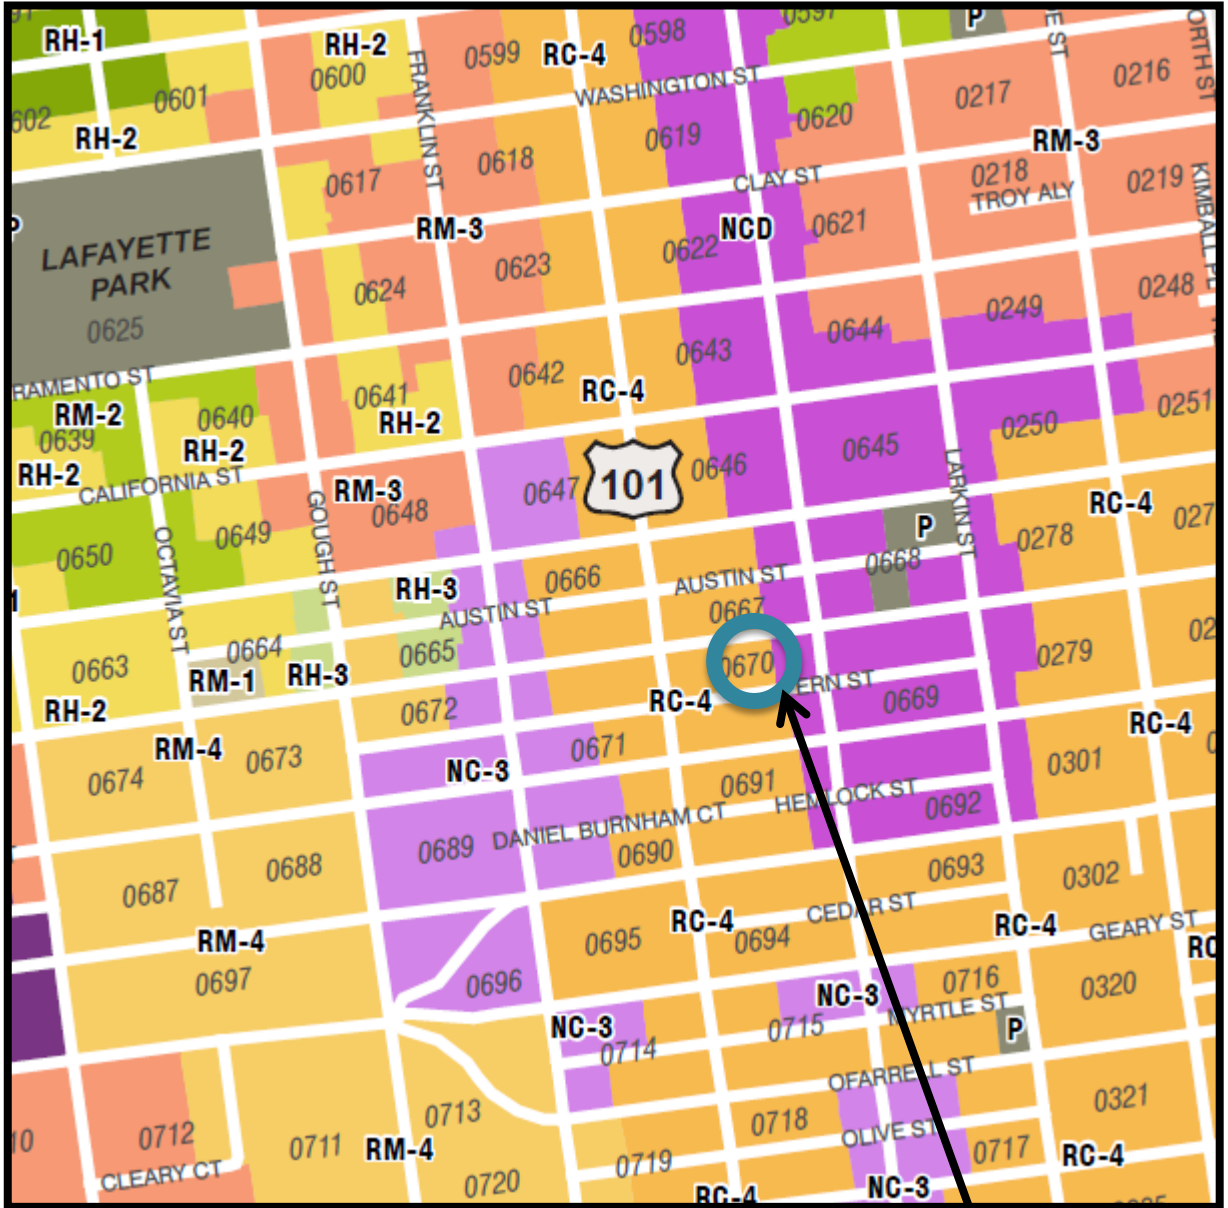 RH-1
RH-2
0600
0599
RC-4
0598
0597
P
0601
FRANKLIN ST
WASHINGTON ST
0217
0216
RH-2
0619
0620
RM-3
0617
0618
CLAY ST
0218
TROY ALY
0219
LAFAYETTE
PARK
0625
RM-3
0623
0622
NCD
0621
0624
0249
0248
0644
0643
0642
RC-4
0641
RH-2
RM-2
0639
0640
RH-2
RH-2
CALIFORNIA ST
0251
0250
0645
0646
101
0647
LARKIN ST
RM-3
0648
GOUGH ST
0649
0650
OCTAVIA ST
RC-4
0278
P
0668
0666
AUSTIN ST
0667
RH-3
AUSTIN ST
0665
0664
0663
RM-1
RH-3
RH-2
0670
RC-4
ERN ST
0669
0279
RC-4
0672
0671
NC-3
RM-4
0673
0674
0301
0691
HEMLOCK ST
0692
DANIEL BURNHAM CT
0690
0689
0688
0687
0693
0302
CEDAR ST
RC-4
0694
0695
RC-4
GEARY ST
RM-4
0697
0696
NC-3
0716
0320
MYRTLE ST
P
0715
NC-3
0714
OFARRELL ST
0321
0713
0718
OLIVE ST
0717
RC-4
0712
CLEARY CT
0711
RM-4
0720
0719
RC-4
NC-3